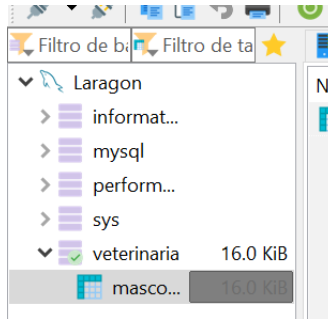 Filtro de ba Filtro de ta
Laragon
informat...
mysql
perform...
sys
veterinaria 16.0 KiB
masco... 16.0 KiB
N